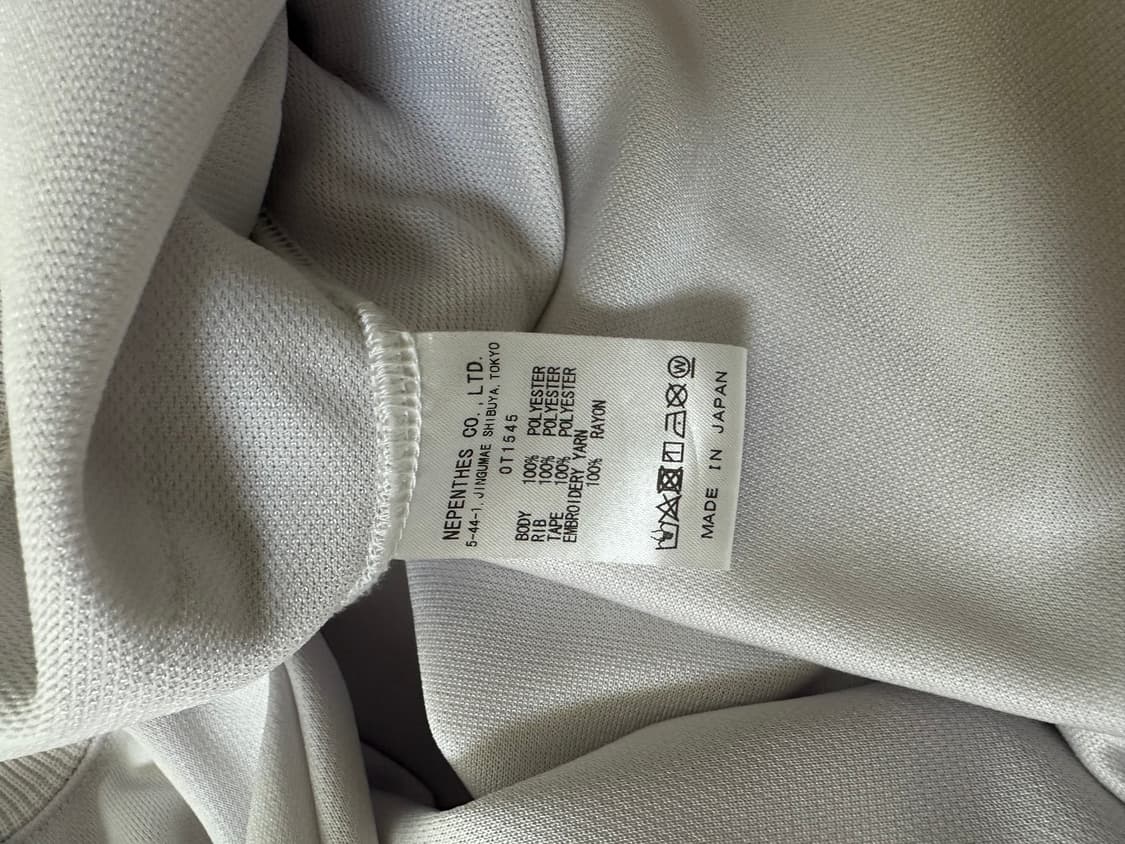 NEPENTHES CO., LTD.
5-44-1, JINGUMAE SHIBUYA, TOKYO
OT1545
BODY 100% POLYESTER
RIB 100% POLYESTER
TAPE 100% POLYESTER
EMBROIDERY YARN
100% RAYON
W
MADE IN JAPAN